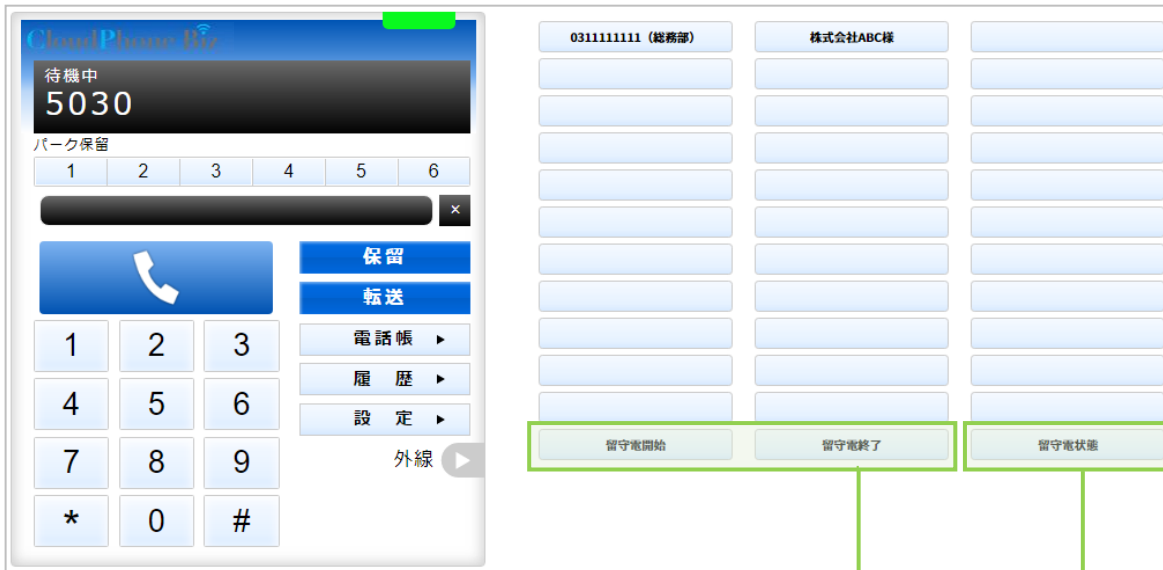 CloudPhone Biz
待機中
5030
パーク保留
1 2 3 4 5 6
×
保留
転送
1 2 3
電話帳 ▶
履 歴 ▶
4 5 6
設 定 ▶
7 8 9
外線
* 0 #
0311111111（総務部） 株式会社ABC様
留守電開始 留守電終了 留守電状態